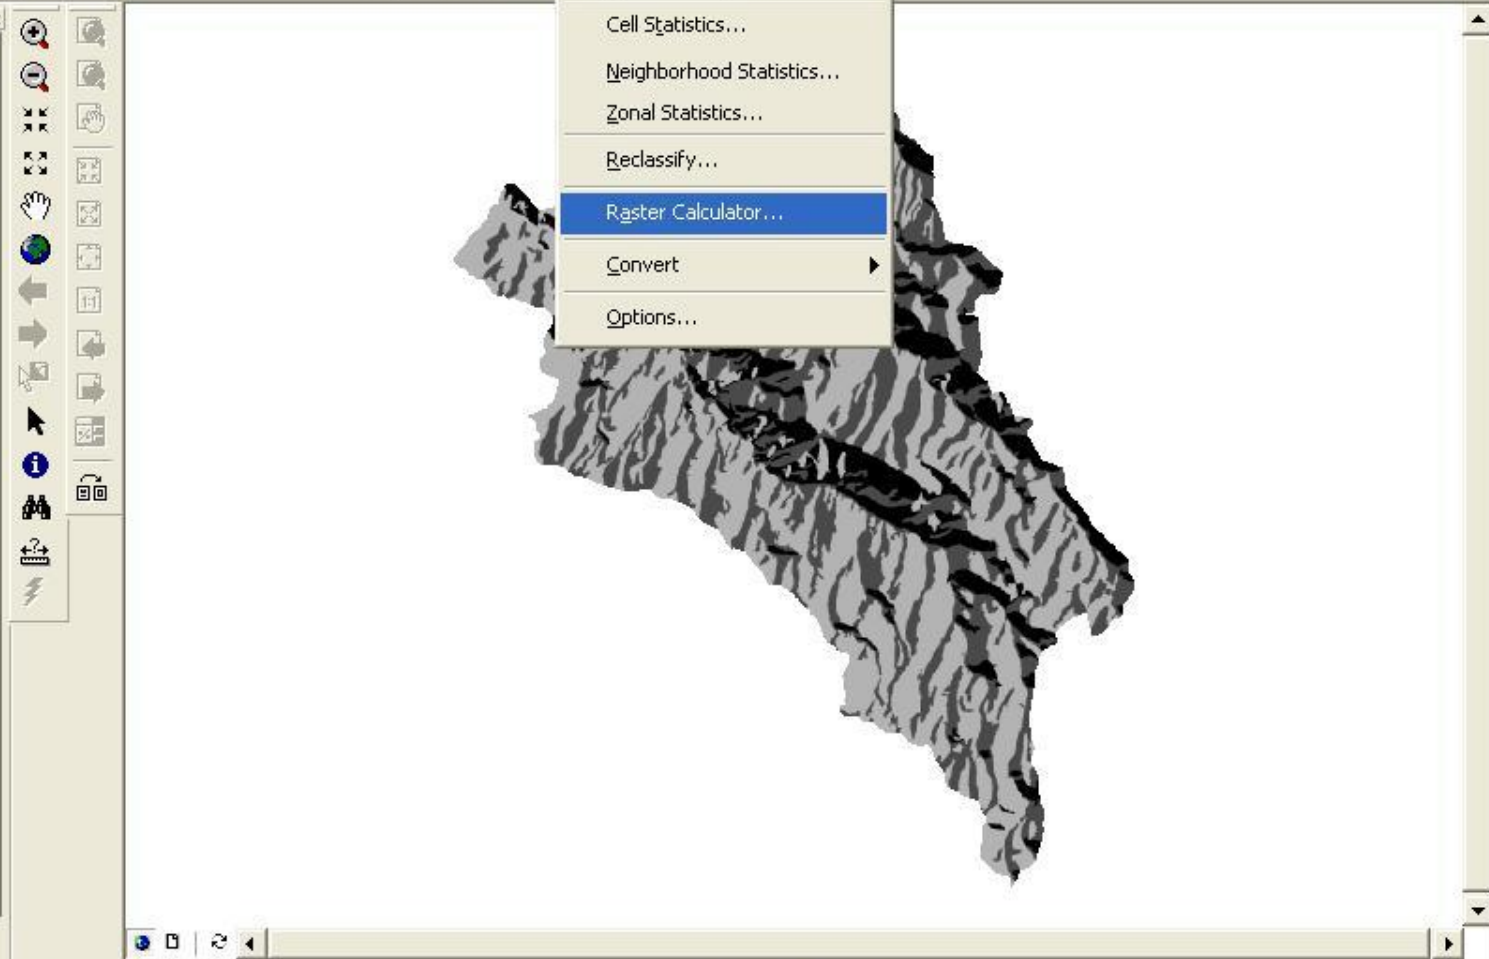 Cell Statistics...
Neighborhood Statistics...
Zonal Statistics...
Reclassify...
Raster Calculator...
Convert
Options...